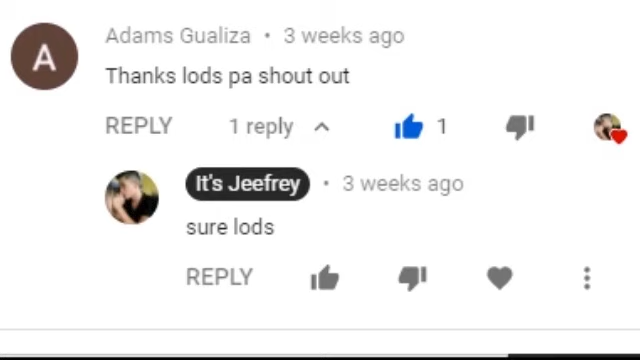 A
Adams Gualiza • 3 weeks ago
Thanks lods pa shout out
REPLY 1 reply 1
It's Jeefrey • 3 weeks ago
sure lods
REPLY